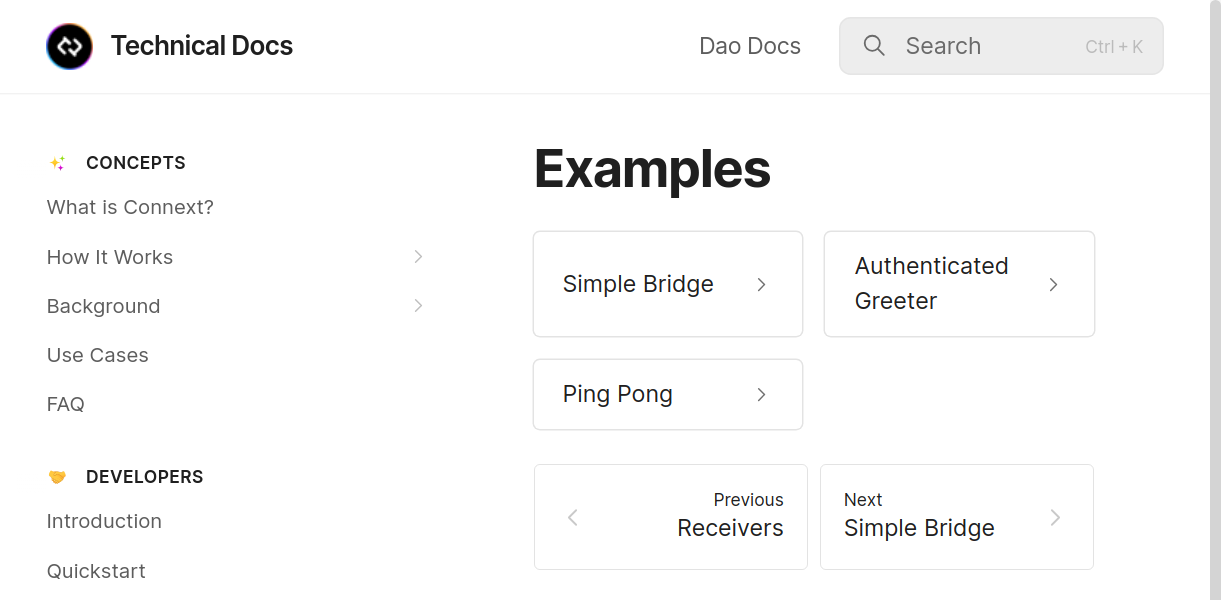 Technical Docs
Dao Docs
Search
Ctrl + K
CONCEPTS
What is Connext?
How It Works
Background
Use Cases
FAQ
DEVELOPERS
Introduction
Quickstart
Examples
Simple Bridge
Authenticated
Greeter
Ping Pong
Previous
Receivers
Next
Simple Bridge